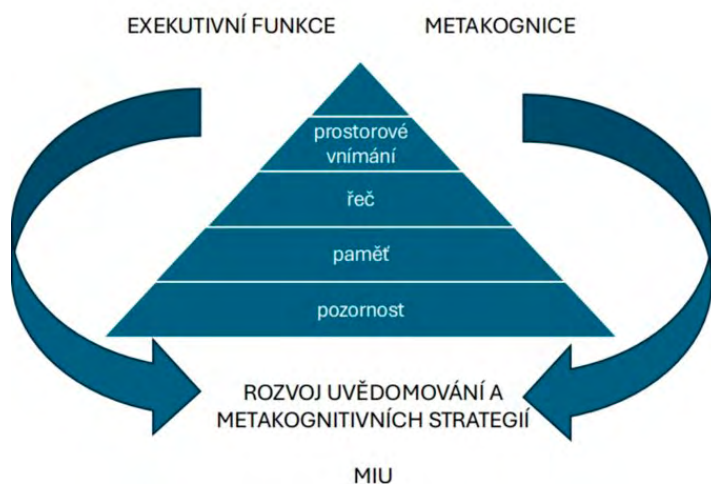 EXEKUTIVNÍ FUNKCE
METAKOGNICE
prostorové
vnímání
řeč
paměť
pozornost
ROZVOJ UVĚDOMOVÁNÍ A
METAKOGNITIVNÍCH STRATEGIÍ
MIU